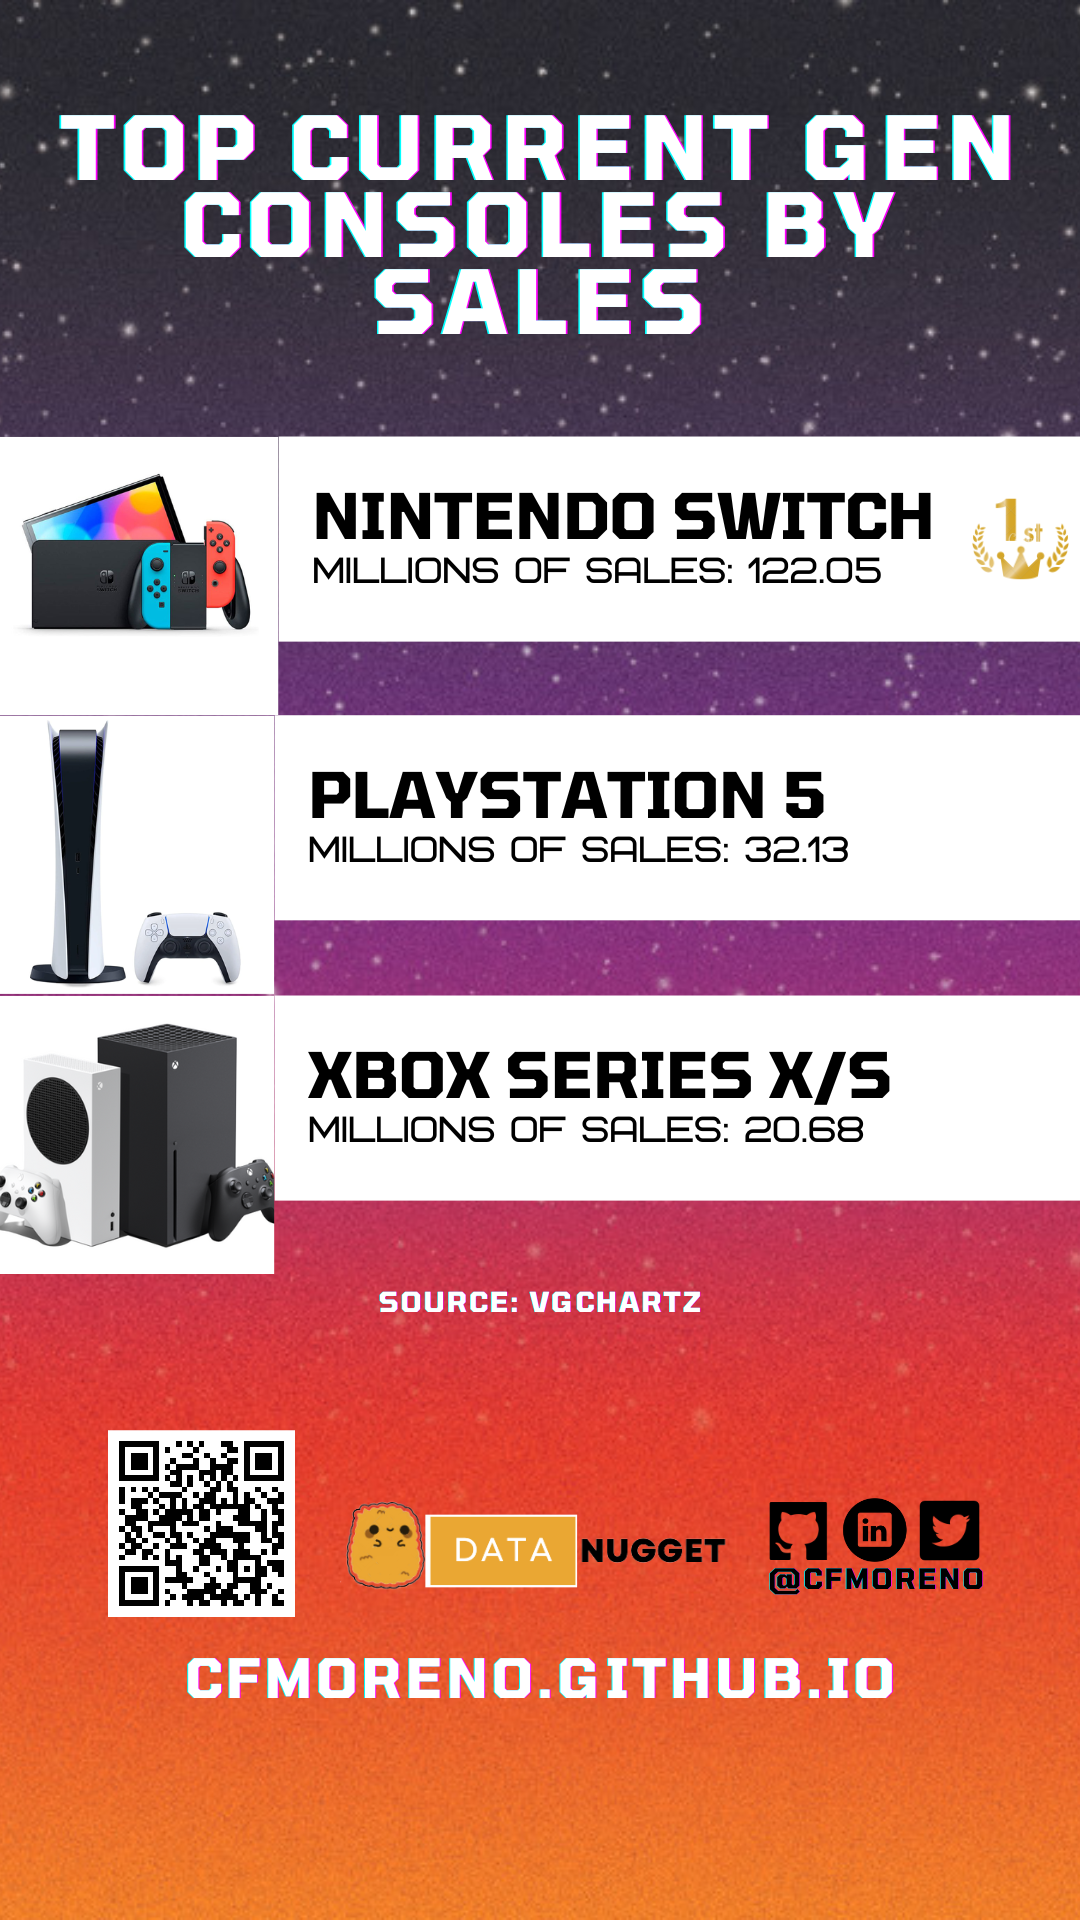 TOP CURRENT GEN
CONSOLES BY
SALES
NINTENDO SWITCH
MILLIONS OF SALES: 122.05
1st
PLAYSTATION 5
MILLIONS OF SALES: 32.13
XBOX SERIES X/S
MILLIONS OF SALES: 20.68
SOURCE: VGCHARTZ
DATA NUGGET
in
@CFMORENO
CFMORENO.GITHUB.IO